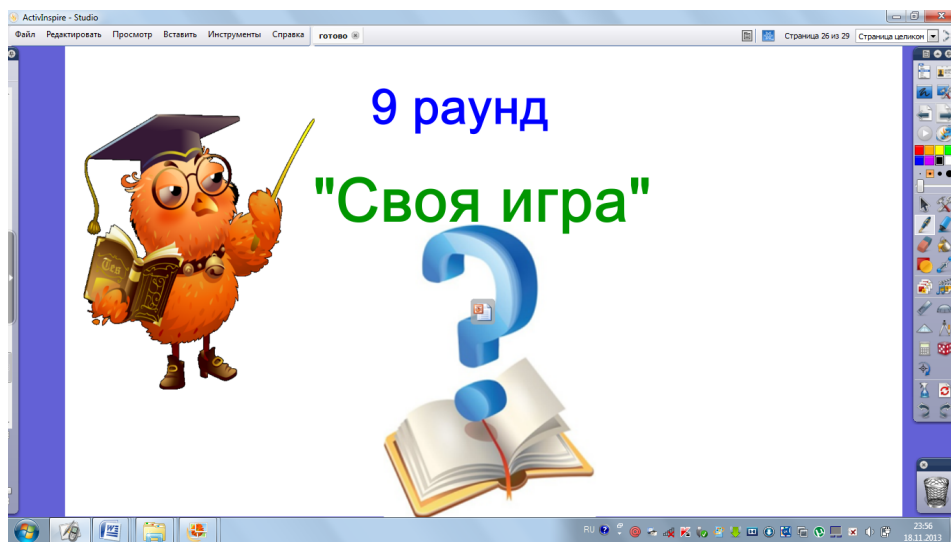 ActivInspire - Studio
Файл Редактировать Просмотр Вставить Инструменты Справка готово Страница 26 из 29 Страница целиком
9 раунд
"Своя игра"
RU
23:56
18.11.2013